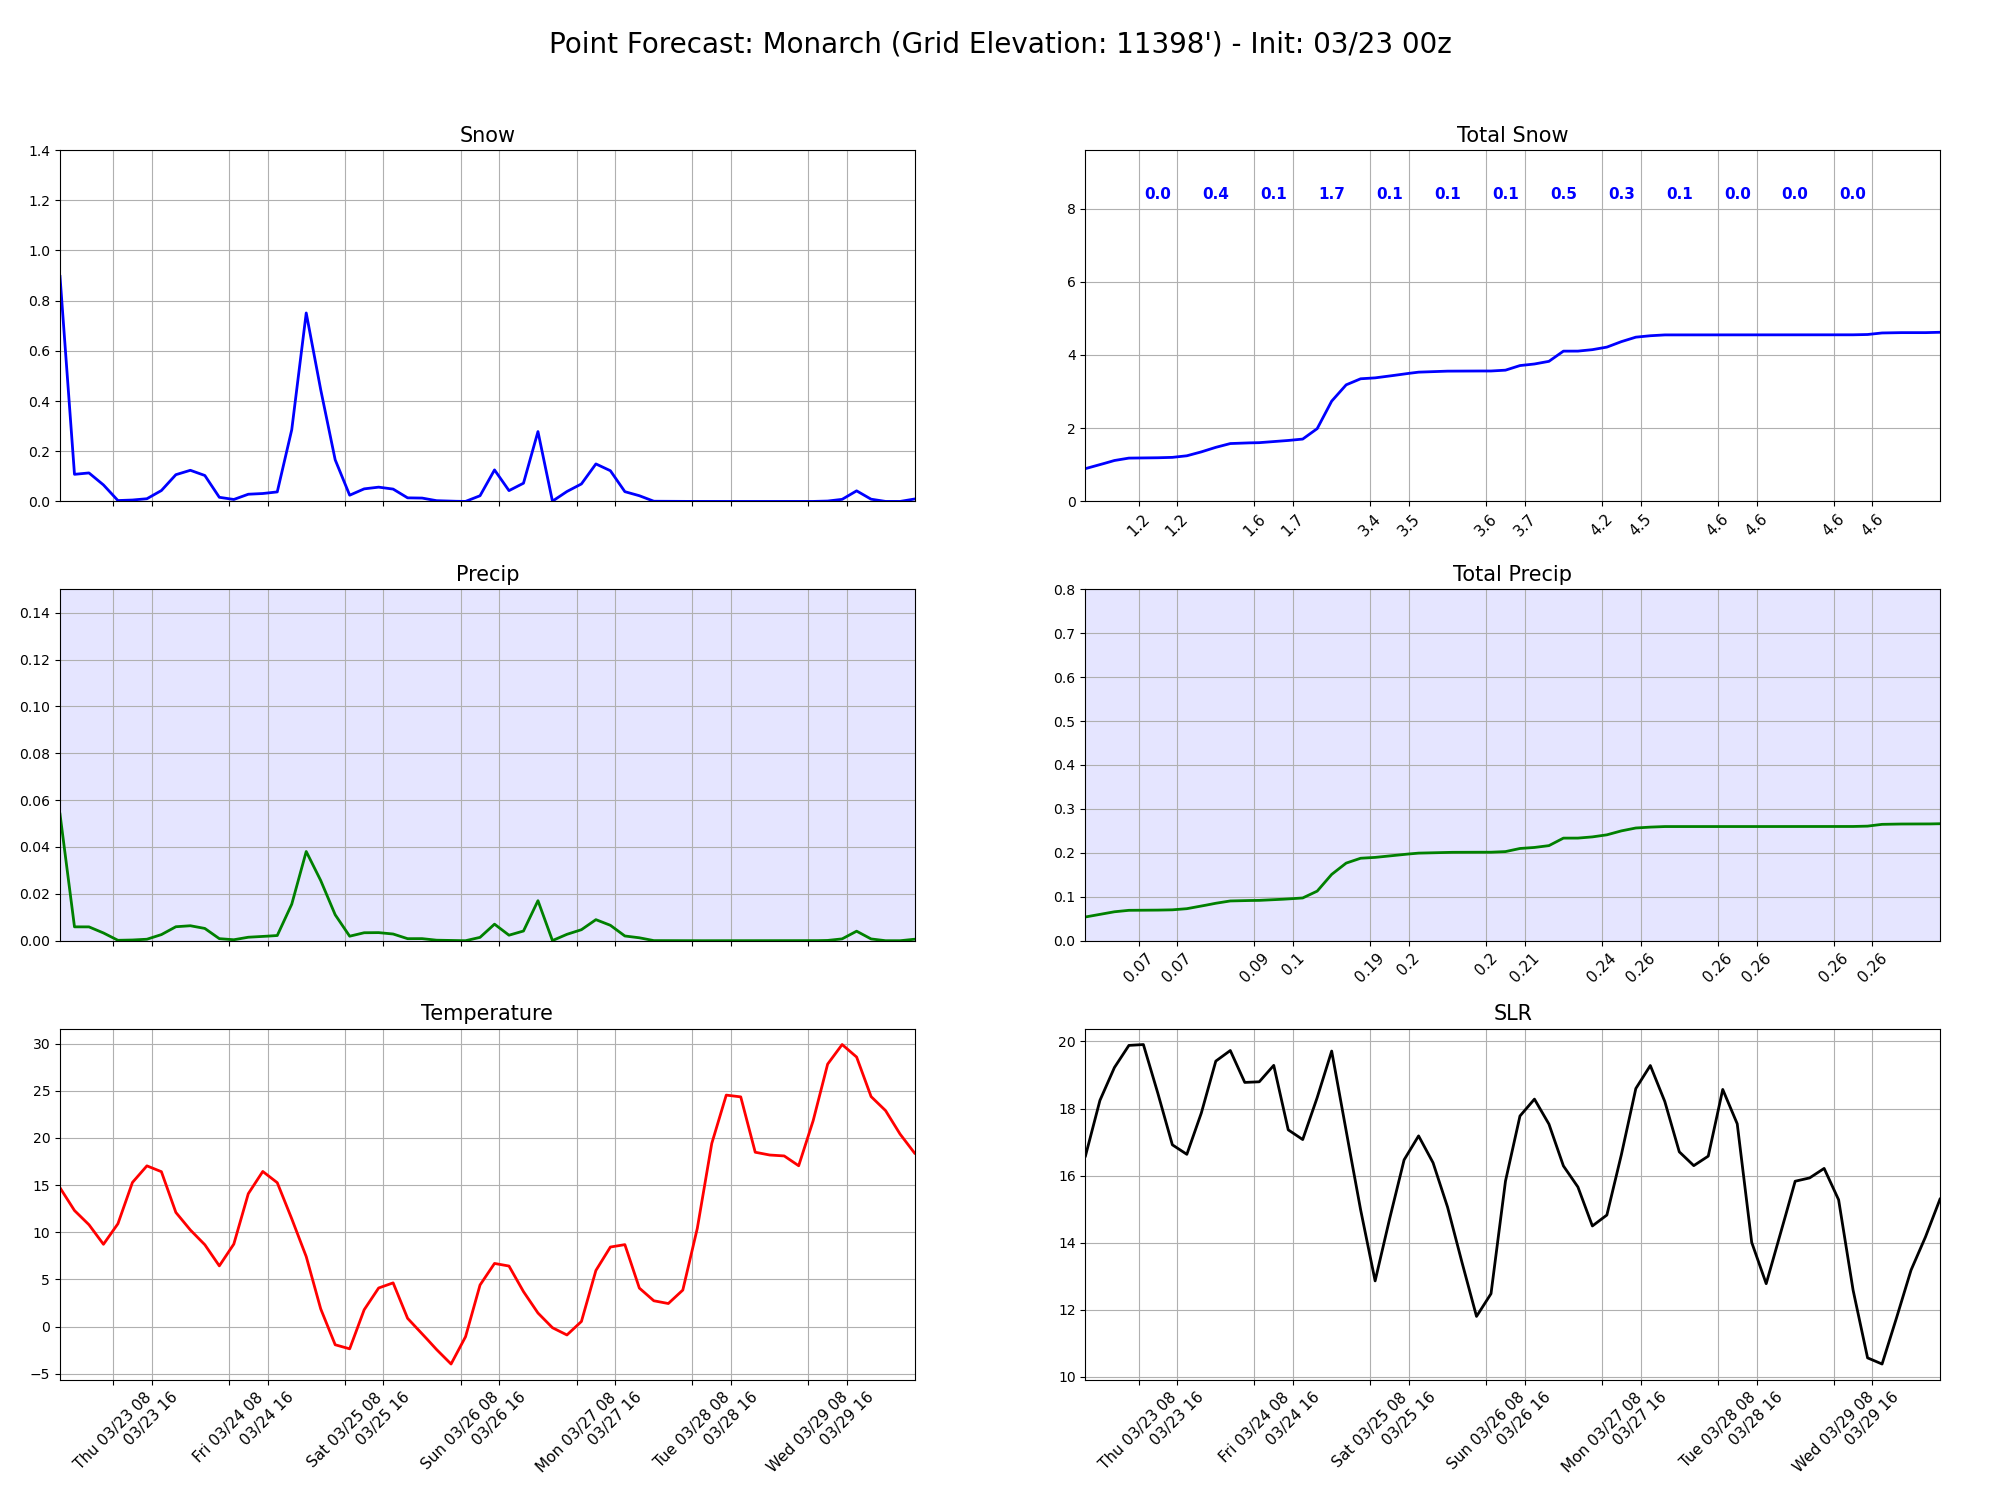 Point Forecast: Monarch (Grid Elevation: 11398') - Init: 03/23 00z
Snow
1.4
1.2
1.0
0.8
0.6
0.4
0.2
0.0
Total Snow
0.0 0.4 0.1 1.7 0.1 0.1 0.1 0.5 0.3 0.1 0.0 0.0 0.0
8
6
4
2
0
1.2 1.2 1.6 1.7 3.4 3.5 3.6 3.7 4.2 4.5 4.6 4.6 4.6 4.6
Precip
0.14
0.12
0.10
0.08
0.06
0.04
0.02
0.00
Total Precip
0.8
0.7
0.6
0.5
0.4
0.3
0.2
0.1
0.0
0.07 0.07 0.09 0.1 0.19 0.2 0.2 0.21 0.24 0.26 0.26 0.26 0.26 0.26
Temperature
30
25
20
15
10
5
0
−5
Thu 03/23 08
03/23 16
Fri 03/24 08
03/24 16
Sat 03/25 08
03/25 16
Sun 03/26 08
03/26 16
Mon 03/27 08
03/27 16
Tue 03/28 08
03/28 16
Wed 03/29 08
03/29 16
SLR
20
18
16
14
12
10
Thu 03/23 08
03/23 16
Fri 03/24 08
03/24 16
Sat 03/25 08
03/25 16
Sun 03/26 08
03/26 16
Mon 03/27 08
03/27 16
Tue 03/28 08
03/28 16
Wed 03/29 08
03/29 16